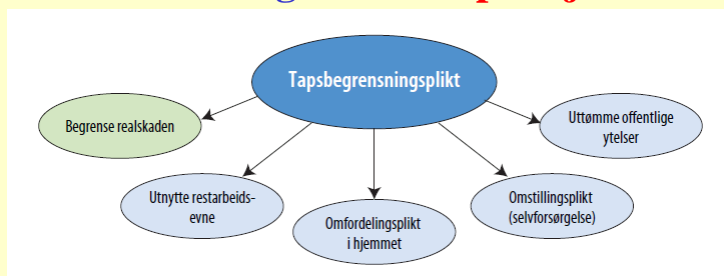 Tapsbegrensningsplikt
Begrense realskaden
Uttømme offentlige
ytelser
Utnytte restarbeids-
evne
Omfordelingsplikt
i hjemmet
Omstillingsplikt
(selvforsørgelse)